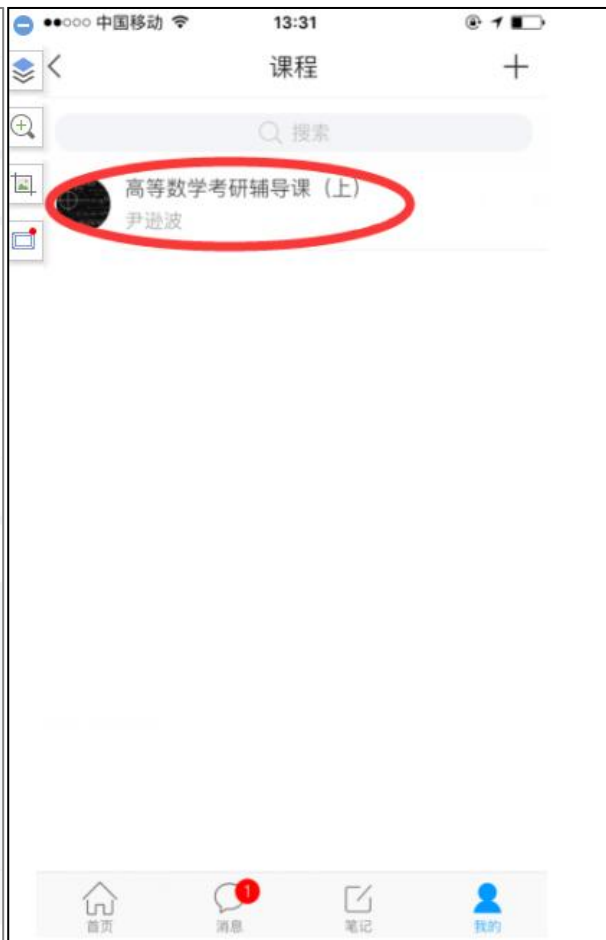 中国移动 13:31
课程
搜索
高等数学考研辅导课（上）
尹逊波
1
首页 消息 笔记 我的